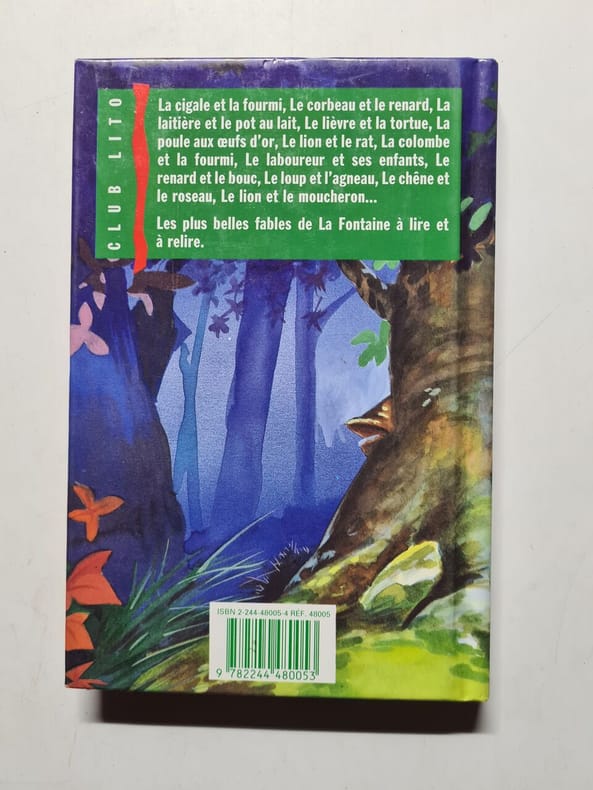 CLUB LITO
La cigale et la fourmi, Le corbeau et le renard, La
laitière et le pot au lait, Le lièvre et la tortue, La
poule aux œufs d'or, Le lion et le rat, La colombe
et la fourmi, Le laboureur et ses enfants, Le
renard et le bouc, Le loup et l'agneau, Le chêne et
le roseau, Le lion et le moucheron...
Les plus belles fables de La Fontaine à lire et
à relire.
ISBN 2-244-48005-4 RÉF. 48005
9 782244 480053